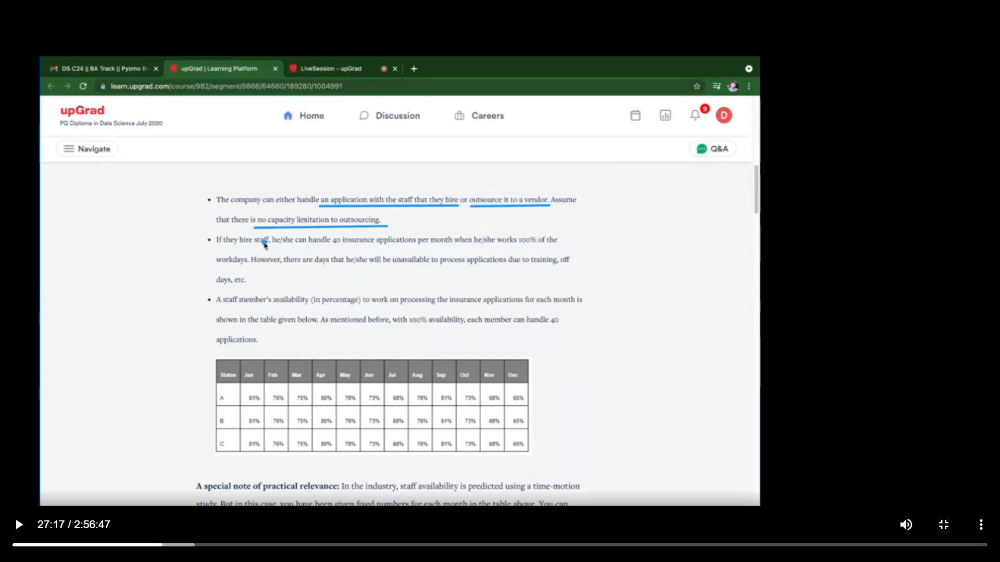 DS C24 || BA Track || Pyomo B
upGrad | Learning Platform
LiveSession - upGrad
learn.upgrad.com/course/982/segment/9866/64660/189280/1004991
upGrad
PG Diploma in Data Science July 2020
Home
Discussion
Careers
9
D
Navigate
Q&A
• The company can either handle an application with the staff that they hire or outsource it to a vendor. Assume
that there is no capacity limitation to outsourcing.
• If they hire staff, he/she can handle 40 insurance applications per month when he/she works 100% of the
workdays. However, there are days that he/she will be unavailable to process applications due to training, off
days, etc.
• A staff member's availability (in percentage) to work on processing the insurance applications for each month is
shown in the table given below. As mentioned before, with 100% availability, each member can handle 40
applications.
States Jan Feb Mar Apr May Jun Jul Aug Sep Oct Nov Dec
A 81% 76% 75% 80% 78% 73% 68% 76% 81% 73% 68% 65%
B 81% 76% 75% 80% 78% 73% 68% 76% 81% 73% 68% 65%
C 81% 76% 75% 80% 78% 73% 68% 76% 81% 73% 68% 65%
A special note of practical relevance: In the industry, staff availability is predicted using a time-motion
study. But in this case, you have been given fixed numbers for each month in the table above. You can
27:17 / 2:56:47